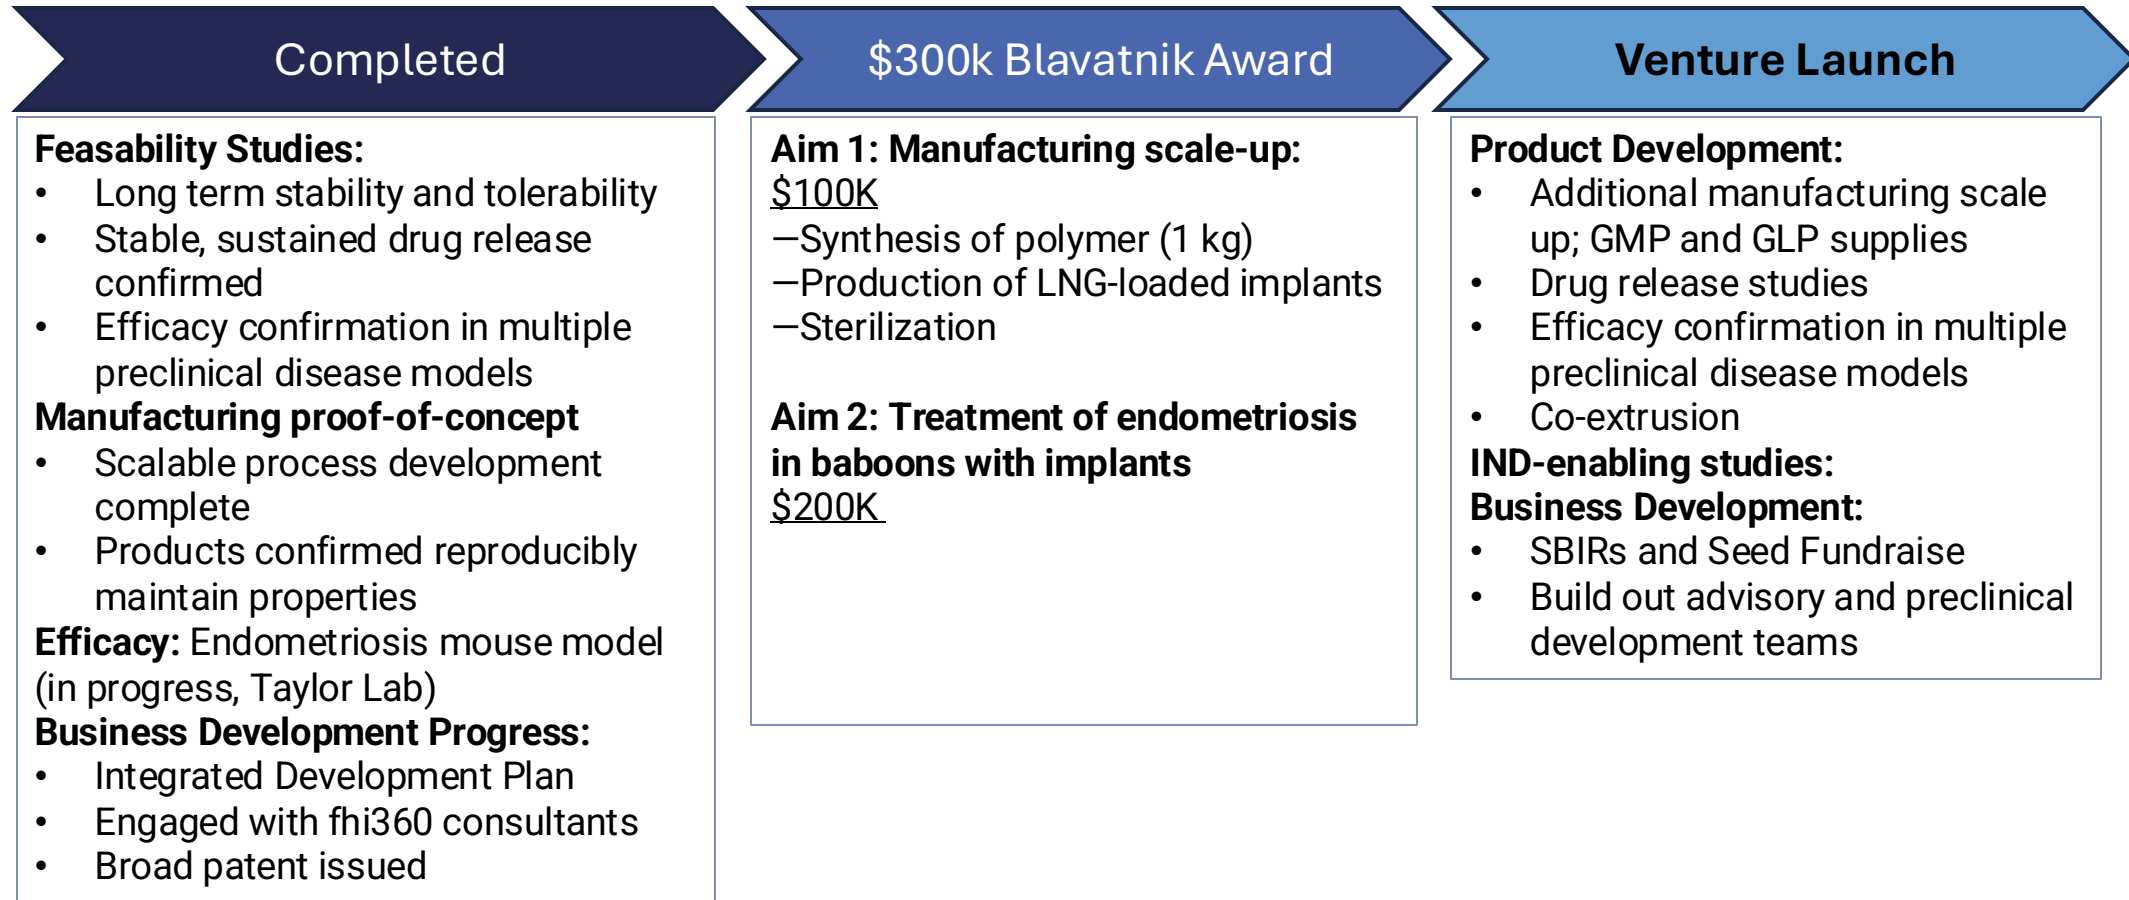 Completed
$300k Blavatnik Award
Venture Launch
Feasability Studies:
• Long term stability and tolerability
• Stable, sustained drug release
confirmed
• Efficacy confirmation in multiple
preclinical disease models
Manufacturing proof-of-concept
• Scalable process development
complete
• Products confirmed reproducibly
maintain properties
Efficacy: Endometriosis mouse model
(in progress, Taylor Lab)
Business Development Progress:
• Integrated Development Plan
• Engaged with fhi360 consultants
• Broad patent issued
Aim 1: Manufacturing scale-up:
$100K
—Synthesis of polymer (1 kg)
—Production of LNG-loaded implants
—Sterilization
Aim 2: Treatment of endometriosis
in baboons with implants
$200K
Product Development:
• Additional manufacturing scale
up; GMP and GLP supplies
• Drug release studies
• Efficacy confirmation in multiple
preclinical disease models
• Co-extrusion
IND-enabling studies:
Business Development:
• SBIRs and Seed Fundraise
• Build out advisory and preclinical
development teams